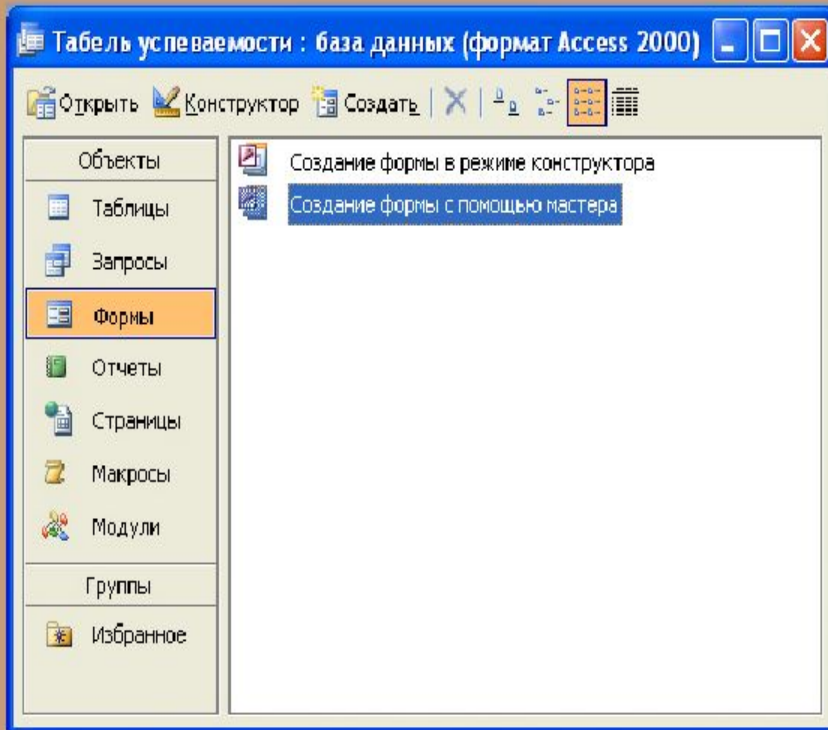 Табель успеваемости : база данных (формат Access 2000)
Открыть Конструктор Создать
Объекты
Таблицы
Запросы
Формы
Отчеты
Страницы
Макросы
Модули
Группы
Избранное
Создание формы в режиме конструктора
Создание формы с помощью мастера